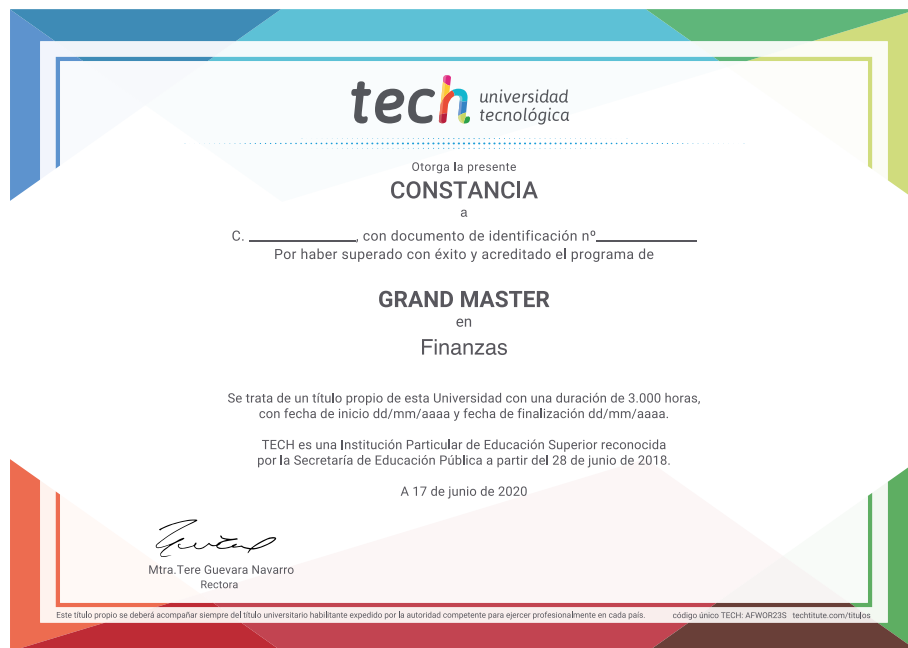 tech universidad
tecnológica
Otorga la presente
CONSTANCIA
a
C. ____________, con documento de identificación nº____________
Por haber superado con éxito y acreditado el programa de
GRAND MASTER
en
Finanzas
Se trata de un título propio de esta Universidad con una duración de 3.000 horas,
con fecha de inicio dd/mm/aaaa y fecha de finalización dd/mm/aaaa.
TECH es una Institución Particular de Educación Superior reconocida
por la Secretaría de Educación Pública a partir del 28 de junio de 2018.
A 17 de junio de 2020
Mtra.Tere Guevara Navarro
Rectora
Este título propio se deberá acompañar siempre del título universitario habilitante expedido por la autoridad competente para ejercer profesionalmente en cada país. código único TECH: AFWOR23S techtitute.com/titulos